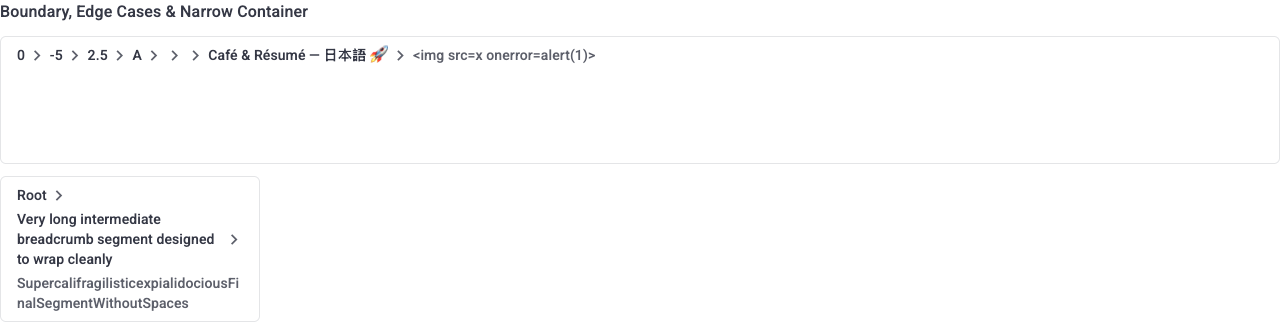 Boundary, Edge Cases & Narrow Container
0 > -5 > 2.5 > A > > > Café & Résumé — 日本語 🚀 > <img src=x onerror=alert(1)>
Root >
Very long intermediate
breadcrumb segment designed >
to wrap cleanly
SupercalifragilisticexpialidociousFi
nalSegmentWithoutSpaces